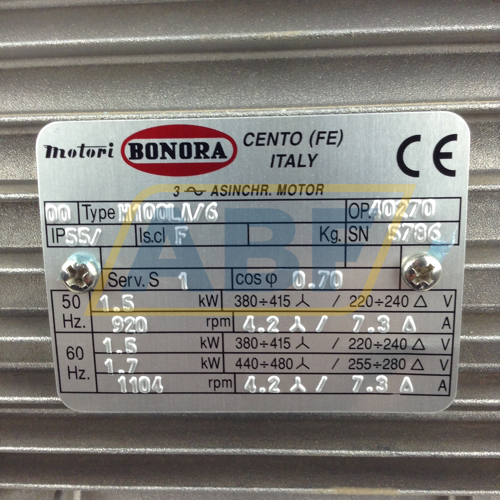 motori BONORA CENTO (FE) ITALY CE
3 ~ ASINCHR. MOTOR
00 Type M100LA/6 OP. 40270
IP55/ Is.cl F Kg. SN 5786
Serv. S 1 cos φ 0.70
50 Hz. 1.5 kW 380÷415 ⅄ / 220÷240 Δ V
920 rpm 4.2 ⅄ / 7.3 Δ A
60 Hz. 1.5 kW 380÷415 ⅄ / 220÷240 Δ V
1.7 kW 440÷480 ⅄ / 255÷280 Δ V
1104 rpm 4.2 ⅄ / 7.3 Δ A
ABF